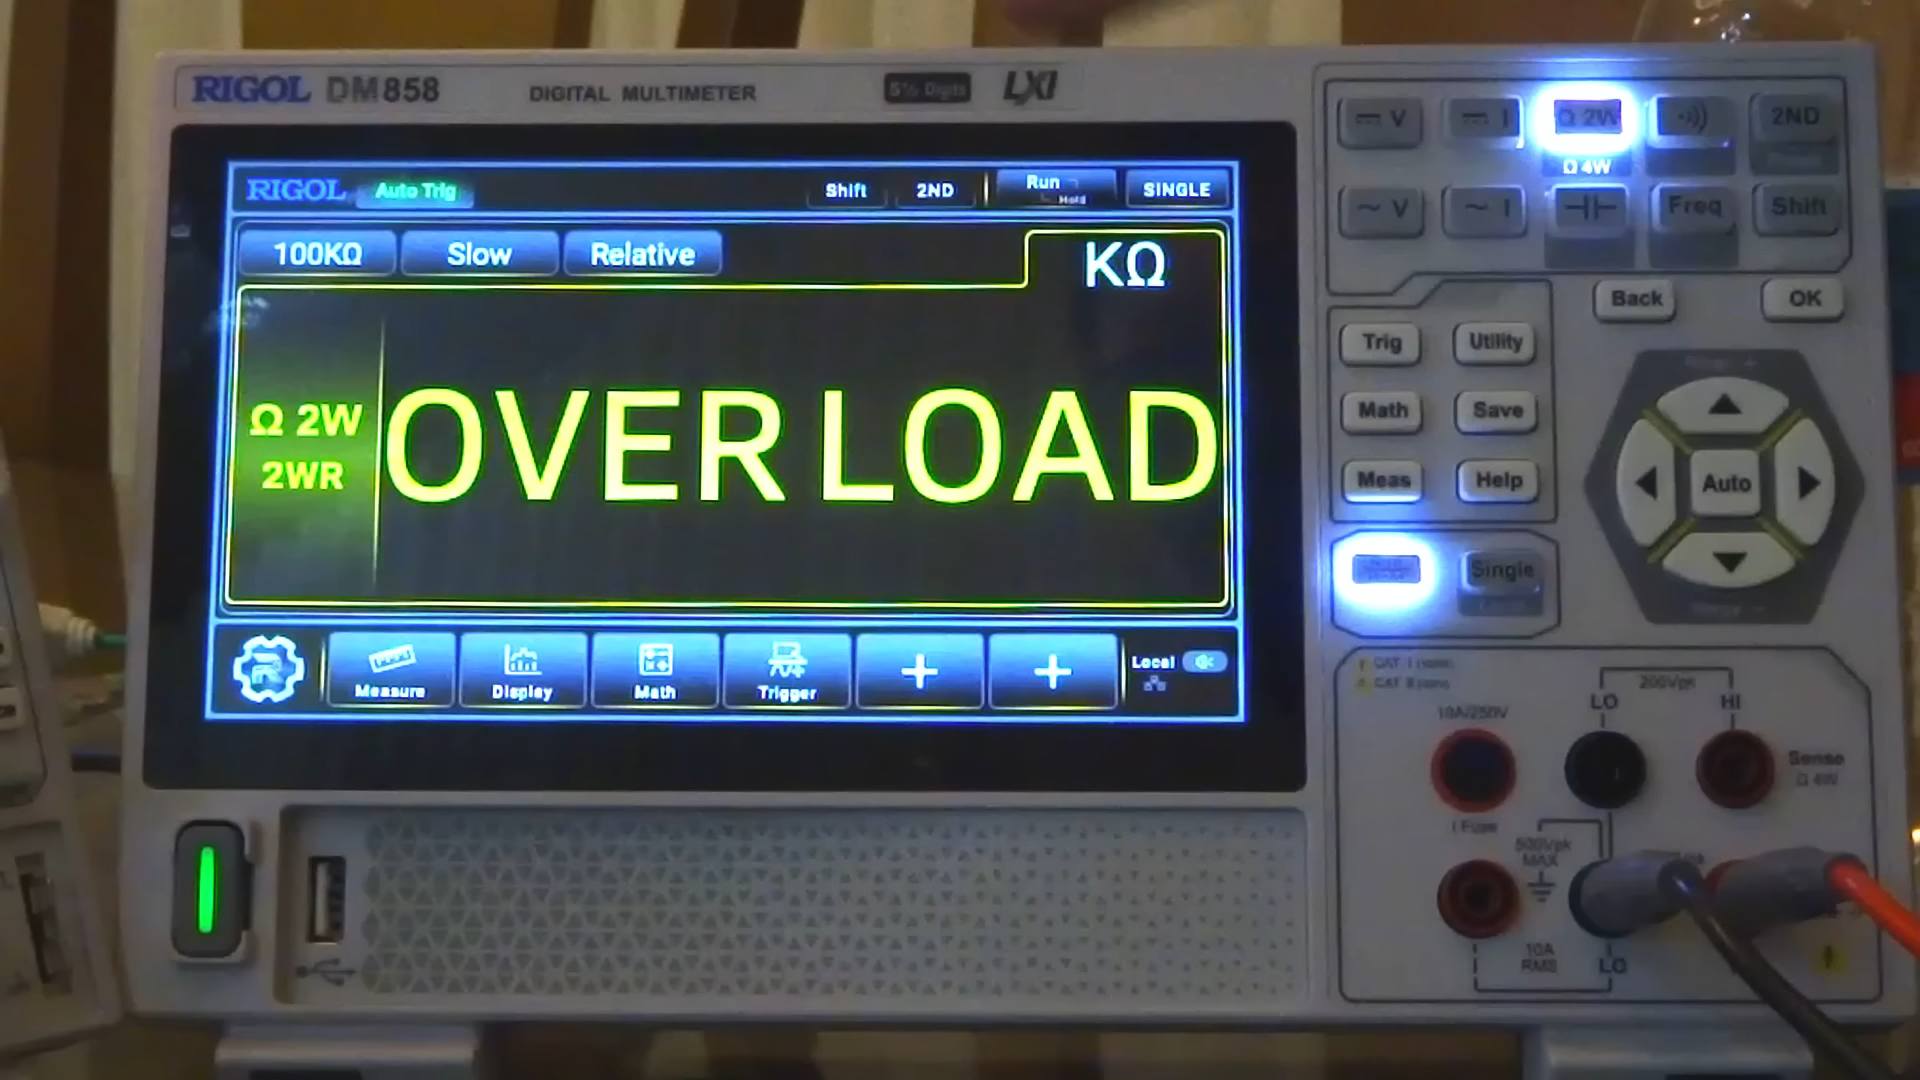 RIGOL DM858 DIGITAL MULTIMETER 5½ Digits LXI
RIGOL Auto Trig Shift 2ND Run Hold SINGLE
100KΩ Slow Relative KΩ
Ω 2W
2WR
OVERLOAD
Measure Display Math Trigger + + Local
V I Ω 2W 2ND
Ω 4W
V I Freq Shift
Back OK
Trig Utility
Math Save
Meas Help
Auto
Single
200Vpk
LO HI
10A/250V
Sense
Ω 4W
I Fuse
500Vpk
MAX
10A
RMS LO